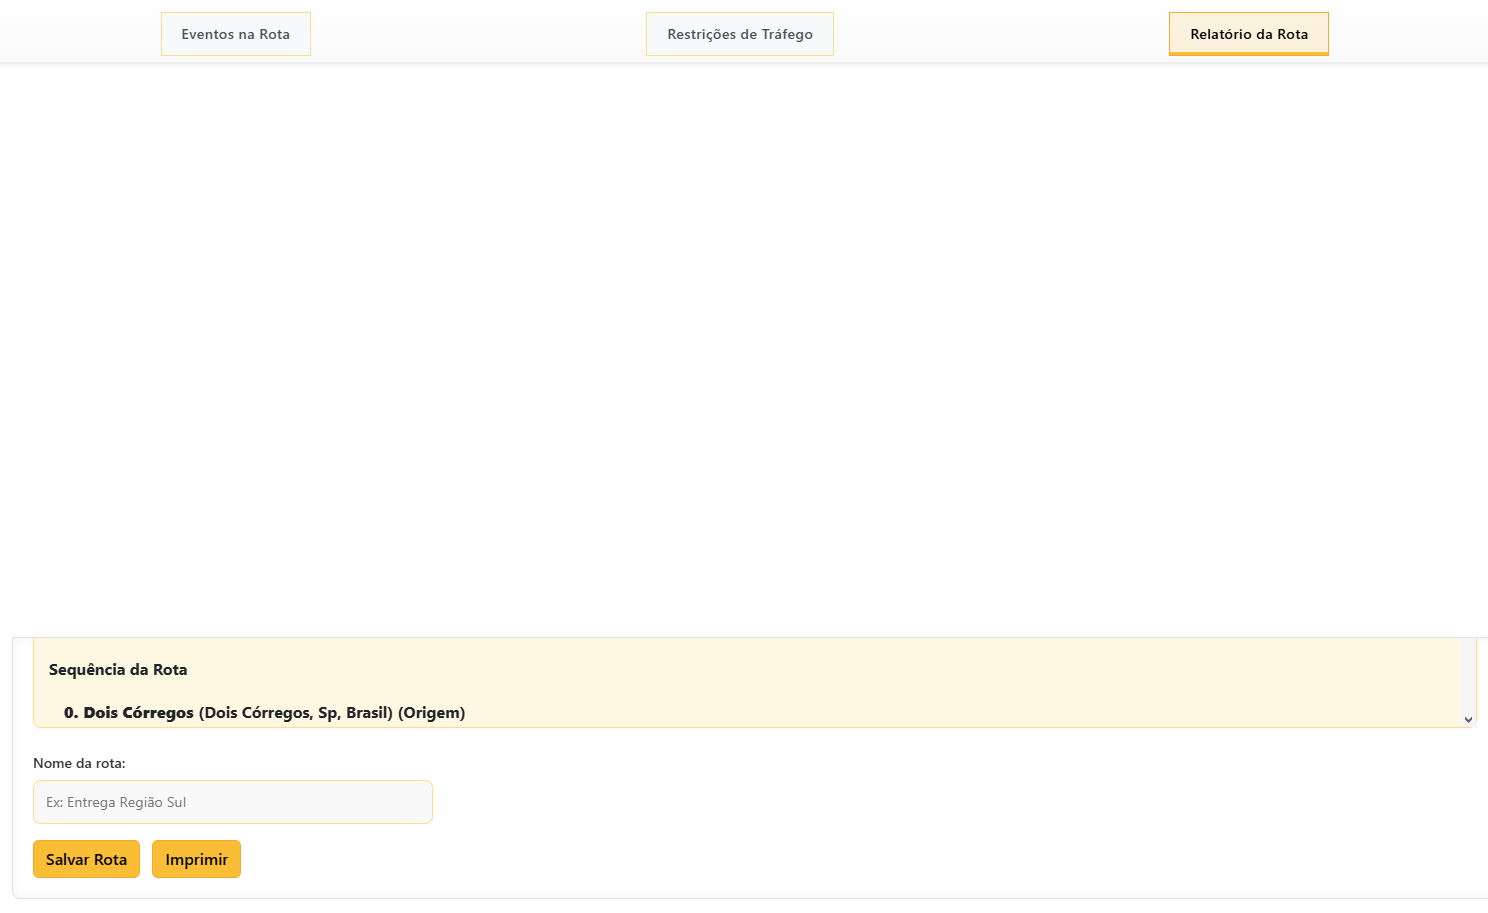 Eventos na Rota
Restrições de Tráfego
Relatório da Rota
Sequência da Rota
0. Dois Córregos (Dois Córregos, Sp, Brasil) (Origem)
Nome da rota:
Ex: Entrega Região Sul
Salvar Rota
Imprimir